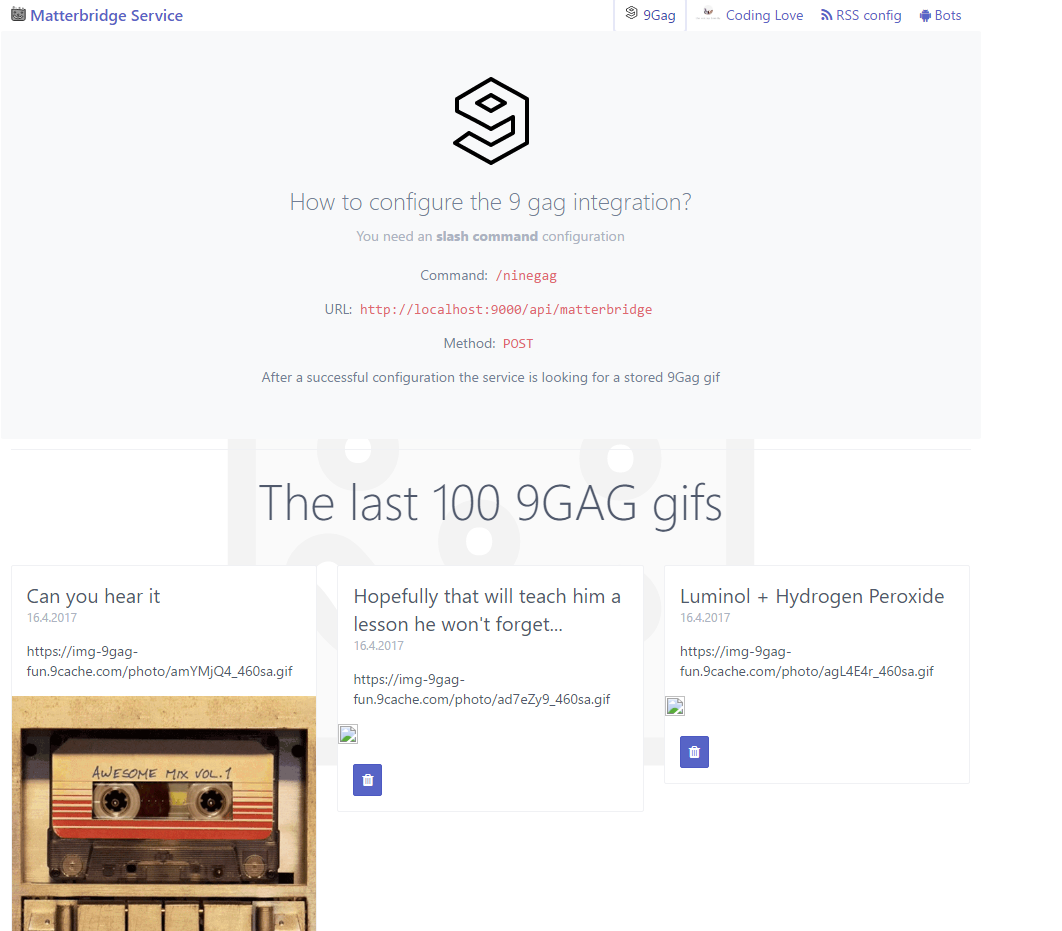 Matterbridge Service
9Gag
Coding Love
RSS config
Bots
How to configure the 9 gag integration?
You need an slash command configuration
Command: /ninegag
URL: http://localhost:9000/api/matterbridge
Method: POST
After a successful configuration the service is looking for a stored 9Gag gif
The last 100 9GAG gifs
Can you hear it
16.4.2017
https://img-9gag-
fun.9cache.com/photo/amYMjQ4_460sa.gif
AWESOME MIX VOL.1
Hopefully that will teach him a
lesson he won't forget...
16.4.2017
https://img-9gag-
fun.9cache.com/photo/ad7eZy9_460sa.gif
Luminol + Hydrogen Peroxide
16.4.2017
https://img-9gag-
fun.9cache.com/photo/agL4E4r_460sa.gif